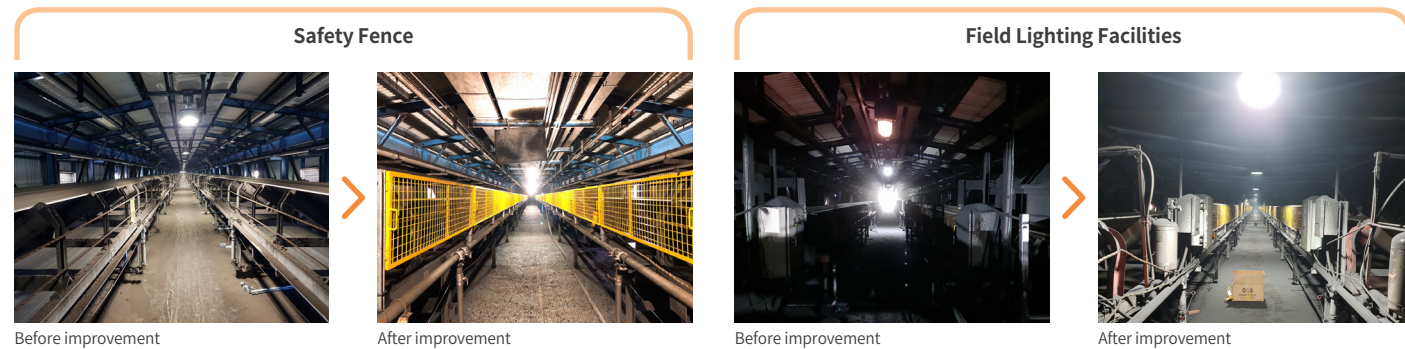 Safety Fence
Field Lighting Facilities
Before improvement
After improvement
Before improvement
After improvement